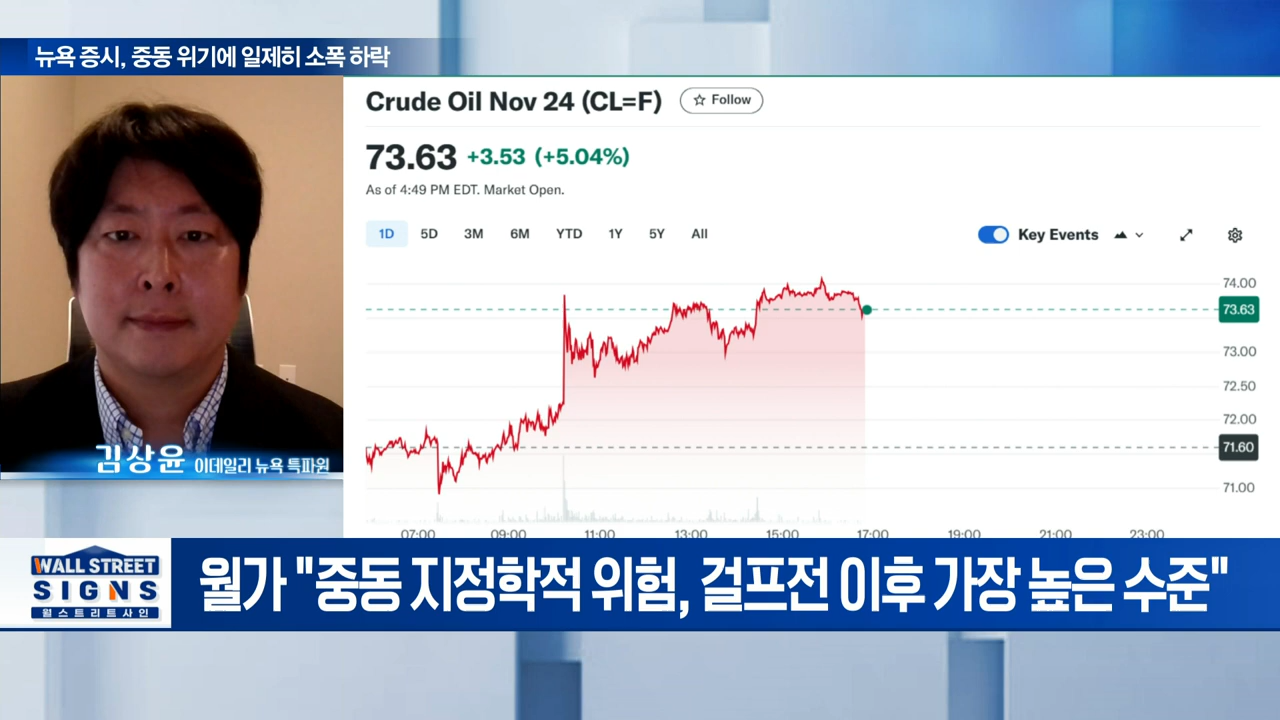 뉴욕 증시, 중동 위기에 일제히 소폭 하락
Crude Oil Nov 24 (CL=F) Follow
73.63 +3.53 (+5.04%)
As of 4:49 PM EDT. Market Open.
1D 5D 3M 6M YTD 1Y 5Y All Key Events
74.00
73.63
73.00
72.50
72.00
71.60
71.00
07:00 09:00 11:00 13:00 15:00 17:00 19:00 21:00 23:00
김상윤 이데일리 뉴욕 특파원
WALL STREET
SIGNS
월스트리트사인
월가 "중동 지정학적 위험, 걸프전 이후 가장 높은 수준"